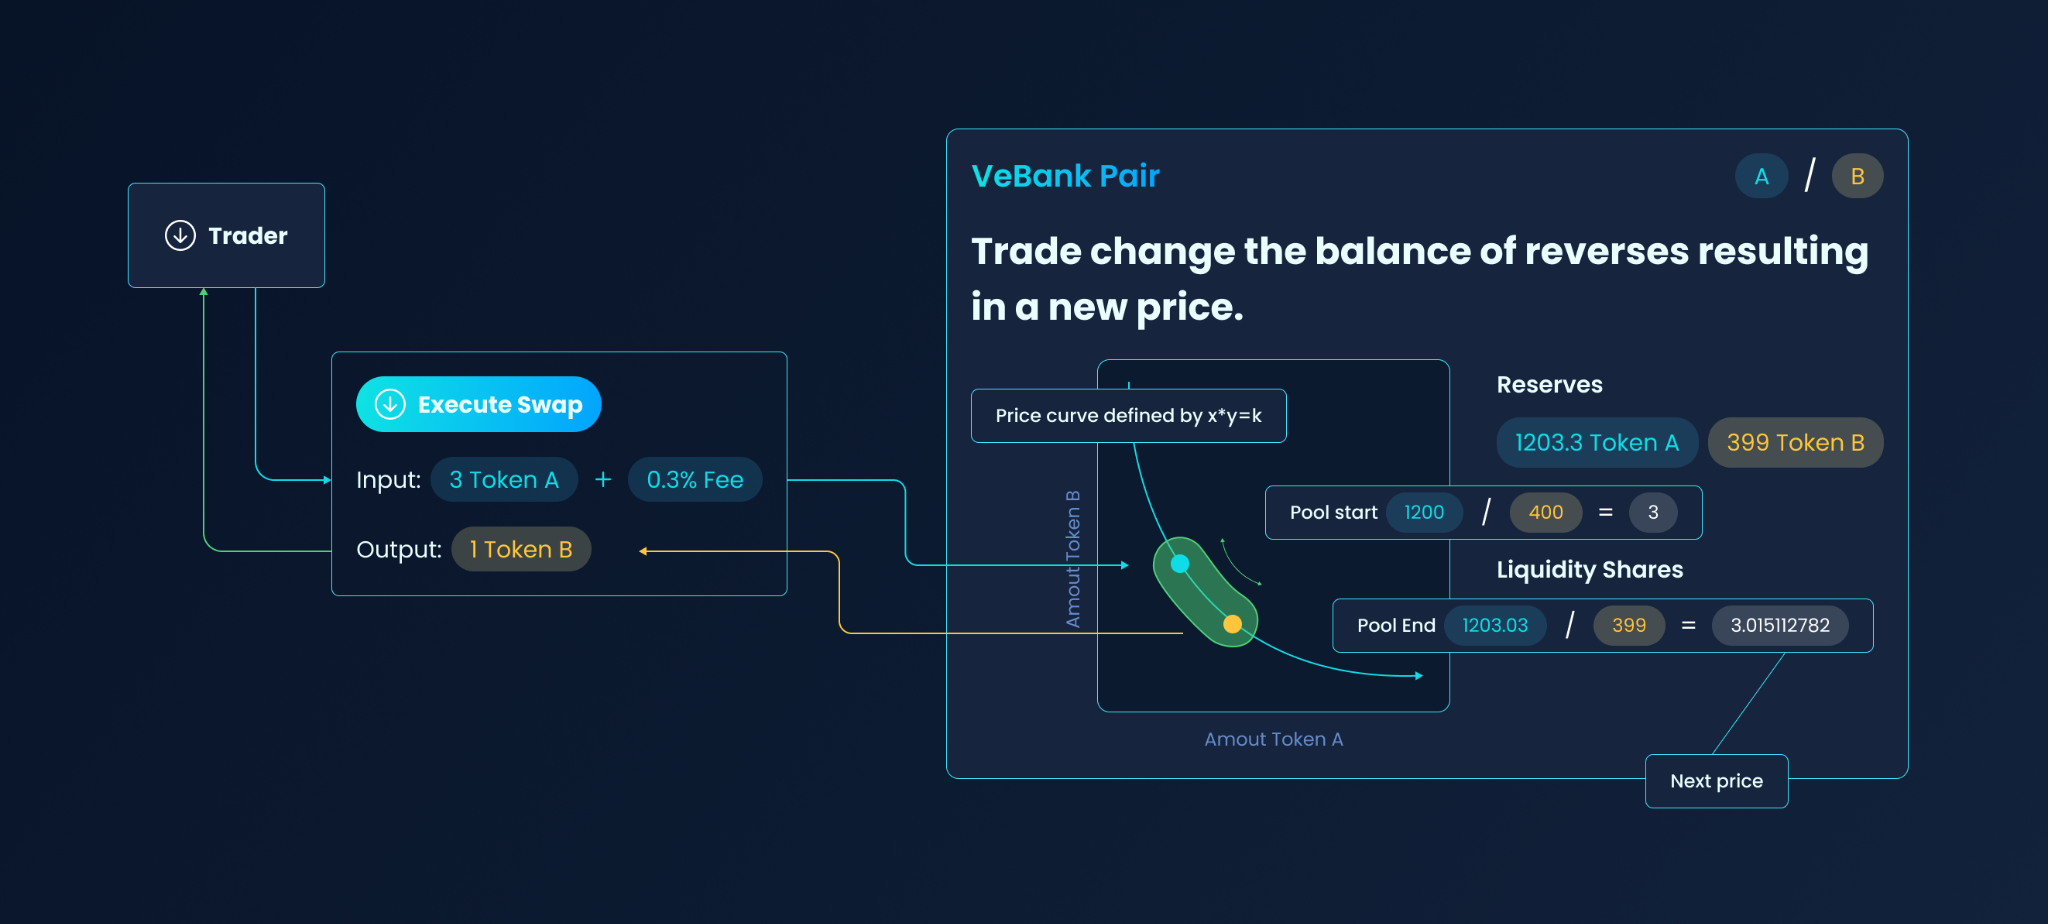 Trader
Execute Swap
Input: 3 Token A + 0.3% Fee
Output: 1 Token B
VeBank Pair
A / B
Trade change the balance of reverses resulting
in a new price.
Price curve defined by x*y=k
Amout Token B
Amout Token A
Reserves
1203.3 Token A 399 Token B
Pool start 1200 / 400 = 3
Liquidity Shares
Pool End 1203.03 / 399 = 3.015112782
Next price